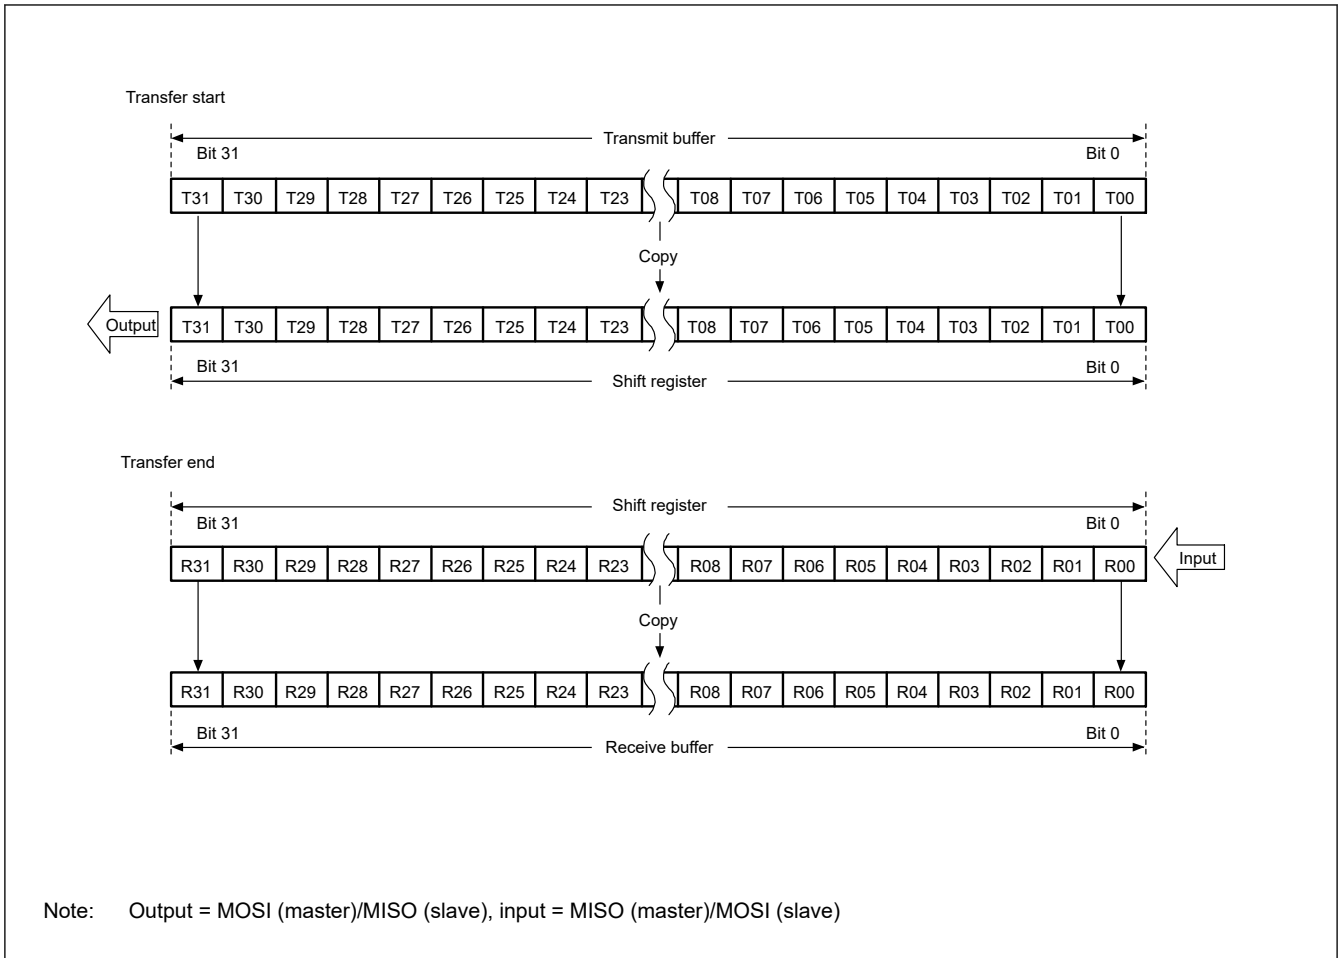 Transfer start
Transmit buffer
Bit 31 Bit 0
T31 T30 T29 T28 T27 T26 T25 T24 T23 T08 T07 T06 T05 T04 T03 T02 T01 T00
Copy
Output T31 T30 T29 T28 T27 T26 T25 T24 T23 T08 T07 T06 T05 T04 T03 T02 T01 T00
Bit 31 Bit 0
Shift register
Transfer end
Shift register
Bit 31 Bit 0
R31 R30 R29 R28 R27 R26 R25 R24 R23 R08 R07 R06 R05 R04 R03 R02 R01 R00 Input
Copy
R31 R30 R29 R28 R27 R26 R25 R24 R23 R08 R07 R06 R05 R04 R03 R02 R01 R00
Bit 31 Bit 0
Receive buffer
Note: Output = MOSI (master)/MISO (slave), input = MISO (master)/MOSI (slave)